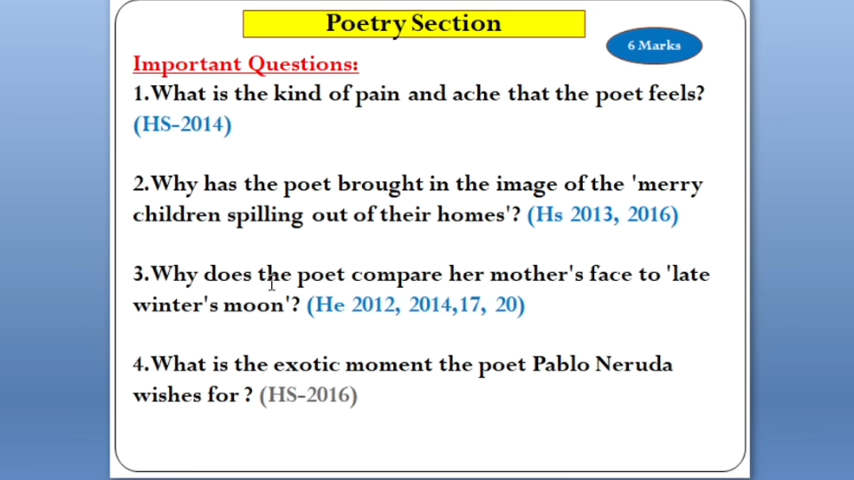 Poetry Section
6 Marks
Important Questions:
1.What is the kind of pain and ache that the poet feels?
(HS-2014)
2.Why has the poet brought in the image of the 'merry
children spilling out of their homes'? (Hs 2013, 2016)
3.Why does the poet compare her mother's face to 'late
winter's moon'? (He 2012, 2014,17, 20)
4.What is the exotic moment the poet Pablo Neruda
wishes for ? (HS-2016)